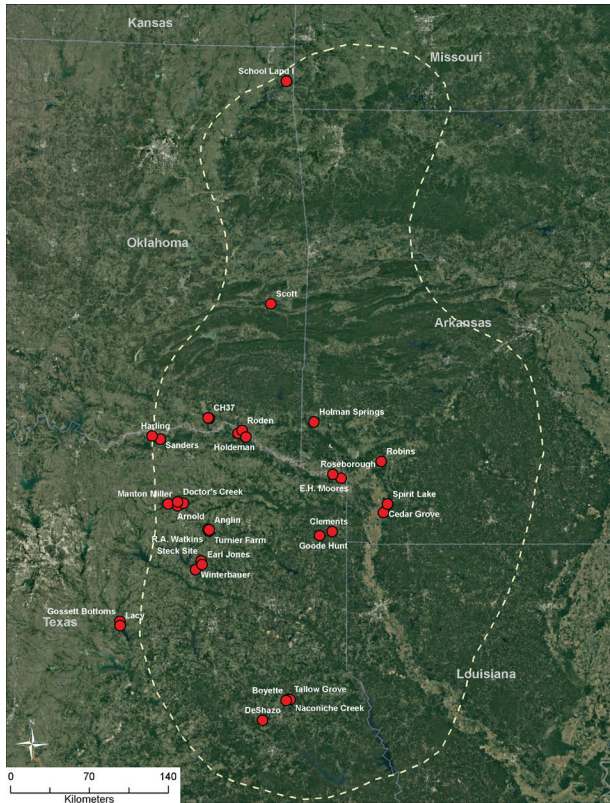 Kansas
Missouri
School Land I
Oklahoma
Scott
Arkansas
CH37
Roden
Holman Springs
Harling
Sanders
Holdeman
Robins
Roseborough
E.H. Moores
Manton Miller
Doctor's Creek
Spirit Lake
Arnold
Cedar Grove
Anglin
Clements
R.A. Watkins
Turnier Farm
Goode Hunt
Steck Site
Earl Jones
Winterbauer
Gossett Bottoms
Lacy
Texas
Louisiana
Boyette
Tallow Grove
Naconiche Creek
DeShazo
0 70 140
Kilometers